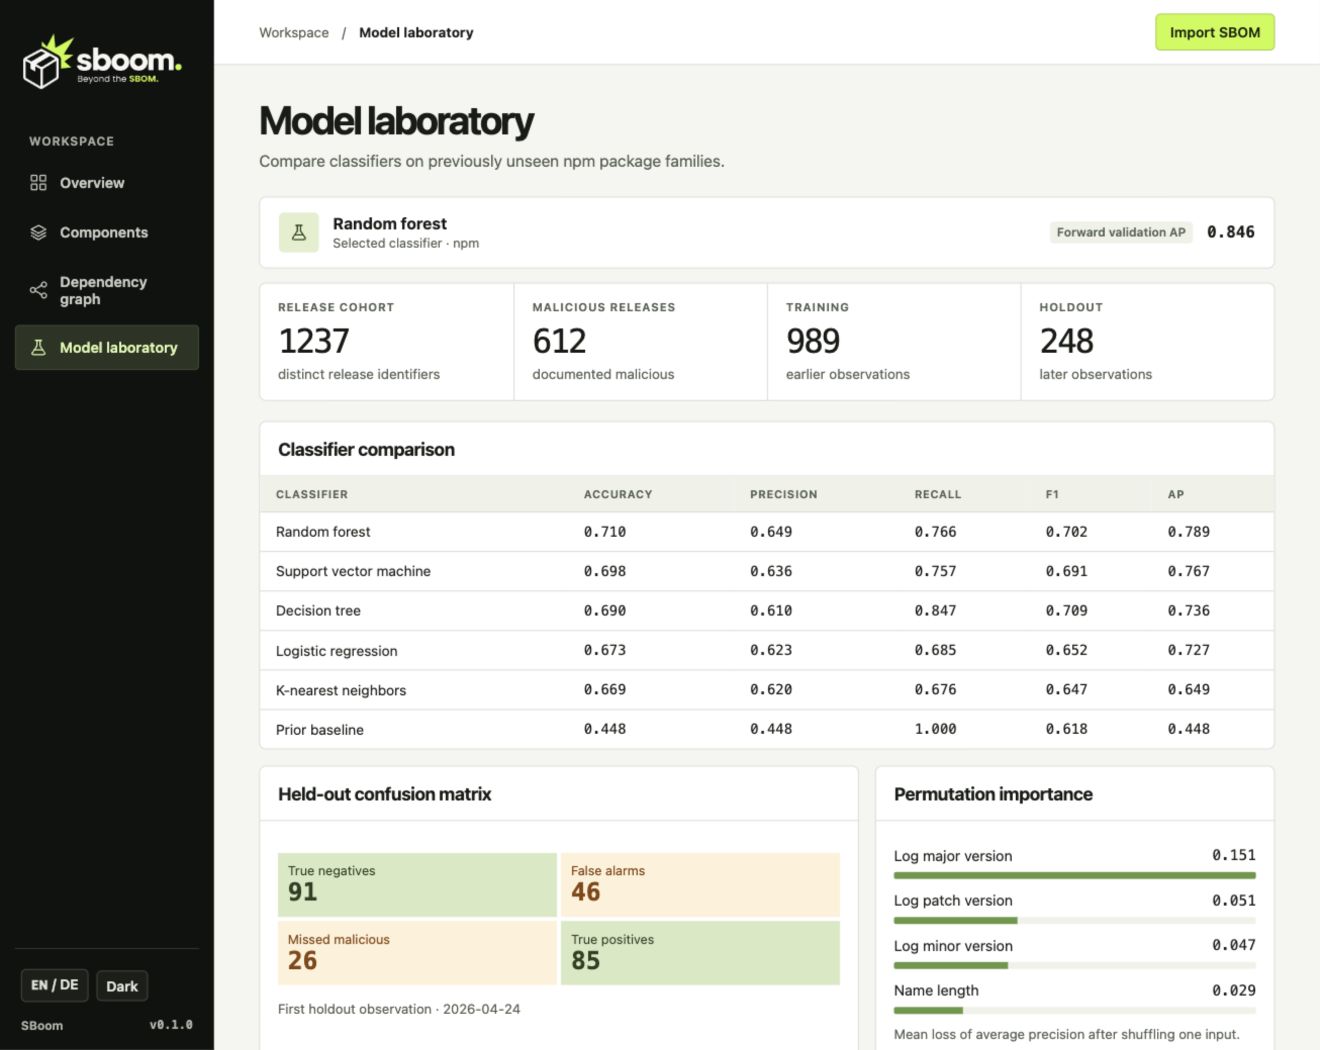 sboom.
Beyond the SBOM.
WORKSPACE
Overview
Components
Dependency
graph
Model laboratory
EN / DE
Dark
SBoom
v0.1.0
Workspace / Model laboratory
Import SBOM
Model laboratory
Compare classifiers on previously unseen npm package families.
Random forest
Selected classifier · npm
Forward validation AP 0.846
RELEASE COHORT
1237
distinct release identifiers
MALICIOUS RELEASES
612
documented malicious
TRAINING
989
earlier observations
HOLDOUT
248
later observations
Classifier comparison
CLASSIFIER ACCURACY PRECISION RECALL F1 AP
Random forest 0.710 0.649 0.766 0.702 0.789
Support vector machine 0.698 0.636 0.757 0.691 0.767
Decision tree 0.690 0.610 0.847 0.709 0.736
Logistic regression 0.673 0.623 0.685 0.652 0.727
K-nearest neighbors 0.669 0.620 0.676 0.647 0.649
Prior baseline 0.448 0.448 1.000 0.618 0.448
Held-out confusion matrix
True negatives
91
False alarms
46
Missed malicious
26
True positives
85
First holdout observation · 2026-04-24
Permutation importance
Log major version 0.151
Log patch version 0.051
Log minor version 0.047
Name length 0.029
Mean loss of average precision after shuffling one input.